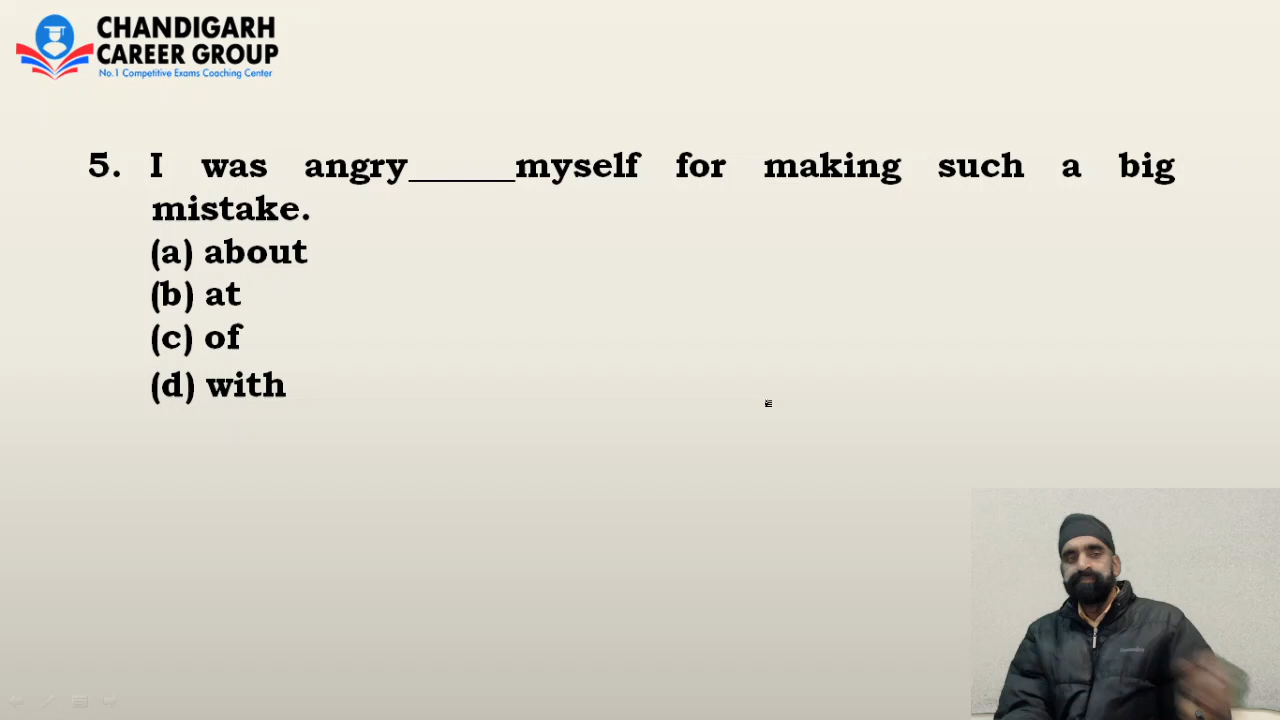 CHANDIGARH
CAREER GROUP
No.1 Competitive Exams Coaching Center
5. I was angry______myself for making such a big
mistake.
(a) about
(b) at
(c) of
(d) with